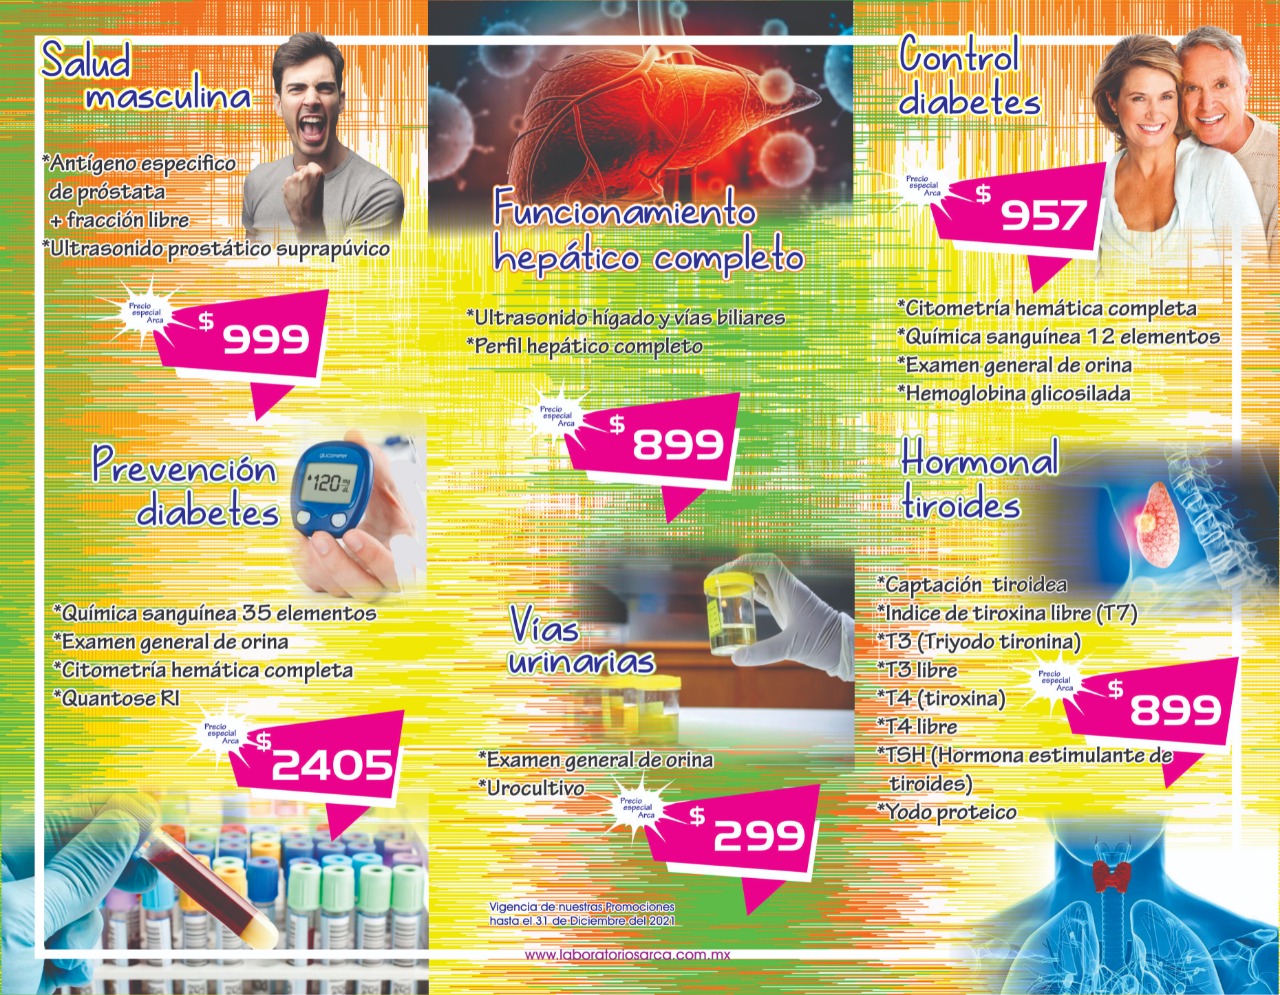 Salud
masculina
*Antígeno especifico
de próstata
+ fracción libre
*Ultrasonido prostático suprapúvico
Precio
especial
Arca
$ 999
Prevención
diabetes
glucometer
120 mg
dL
*Química sanguínea 35 elementos
*Examen general de orina
*Citometría hemática completa
*Quantose RI
Precio
especial
Arca
$ 2405
Funcionamiento
hepático completo
*Ultrasonido hígado y vías biliares
*Perfil hepático completo
Precio
especial
Arca
$ 899
Vías
urinarias
*Examen general de orina
*Urocultivo
Precio
especial
Arca
$ 299
Vigencia de nuestras Promociones
hasta el 31 de Diciembre del 2021
www.laboratoriosarca.com.mx
Control
diabetes
Precio
especial
Arca
$ 957
*Citometría hemática completa
*Química sanguínea 12 elementos
*Examen general de orina
*Hemoglobina glicosilada
Hormonal
tiroides
*Captación tiroidea
*Indice de tiroxina libre (T7)
*T3 (Triyodo tironina)
*T3 libre
*T4 (tiroxina)
*T4 libre
*TSH (Hormona estimulante de
tiroides)
*Yodo proteico
Precio
especial
Arca
$ 899